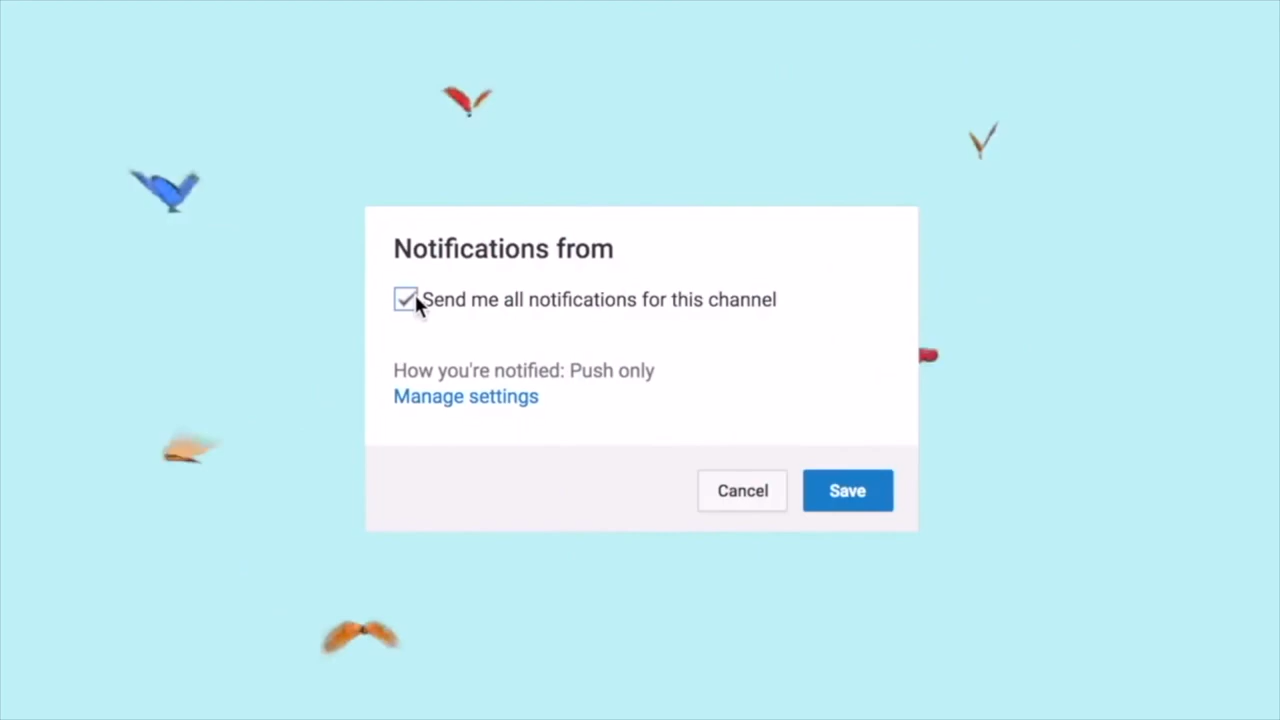 Notifications from
Send me all notifications for this channel
How you're notified: Push only
Manage settings
Cancel
Save